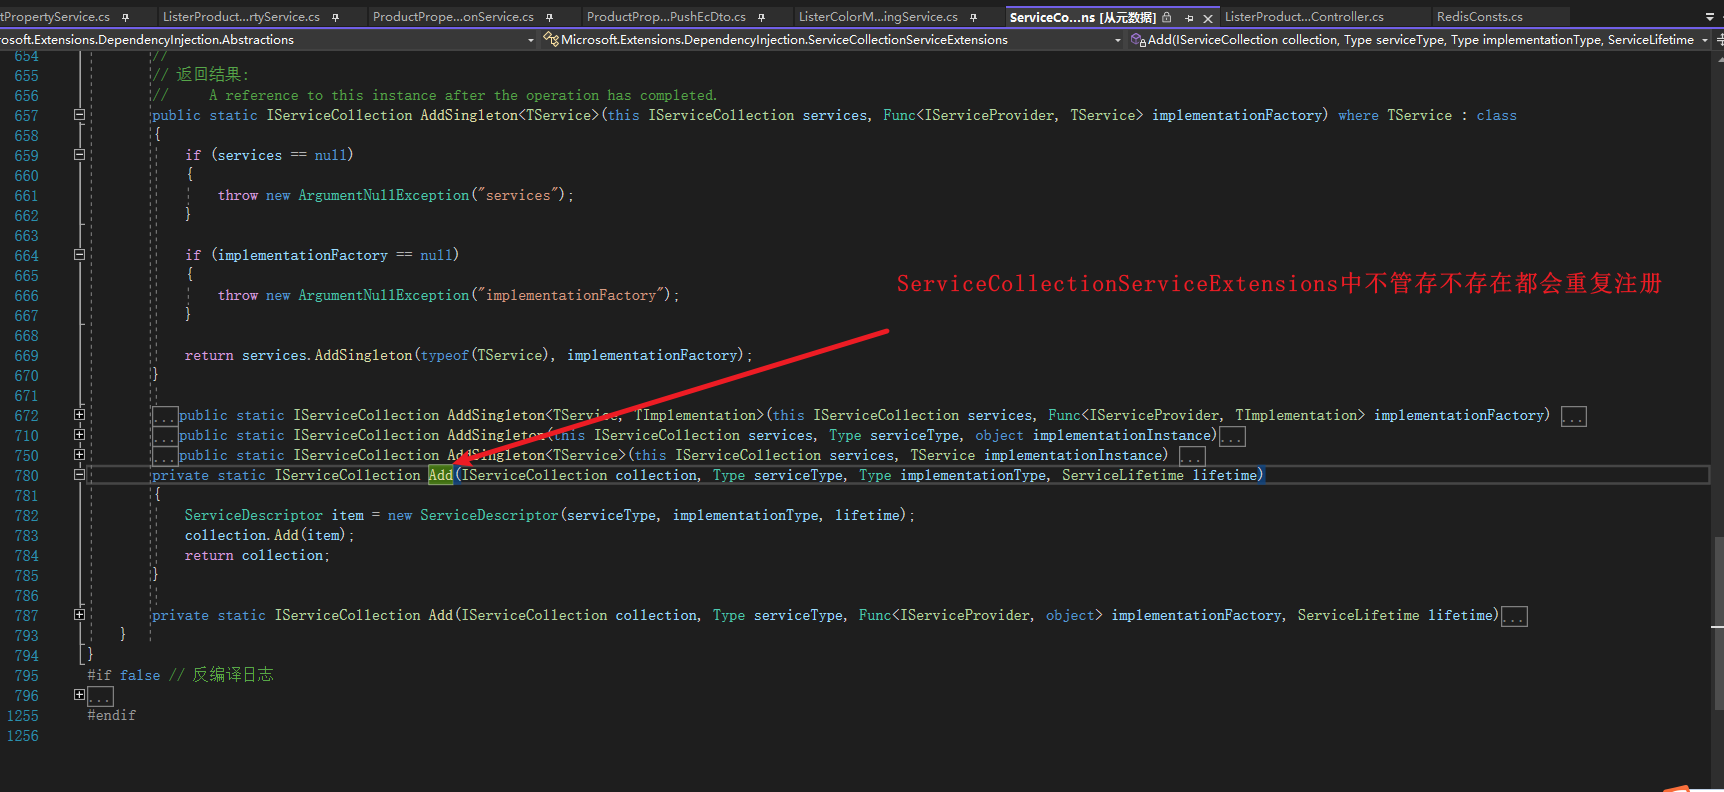 tPropertyService.cs ListerProduct...rtyService.cs ProductPrope...onService.cs ProductProp...PushEcDto.cs ListerColorM...ingService.cs ServiceCo...ns [从元数据] ListerProduct...Controller.cs RedisConsts.cs
rosoft.Extensions.DependencyInjection.Abstractions Microsoft.Extensions.DependencyInjection.ServiceCollectionServiceExtensions Add(IServiceCollection collection, Type serviceType, Type implementationType, ServiceLifetime
654 //
655 // 返回结果:
656 // A reference to this instance after the operation has completed.
657 public static IServiceCollection AddSingleton<TService>(this IServiceCollection services, Func<IServiceProvider, TService> implementationFactory) where TService : class
658 {
659 if (services == null)
660 {
661 throw new ArgumentNullException("services");
662 }
663
664 if (implementationFactory == null)
665 {
666 throw new ArgumentNullException("implementationFactory");
667 }
668
669 return services.AddSingleton(typeof(TService), implementationFactory);
670 }
671
ServiceCollectionServiceExtensions中不管存不存在都会重复注册
672 ...public static IServiceCollection AddSingleton<TService, TImplementation>(this IServiceCollection services, Func<IServiceProvider, TImplementation> implementationFactory) ...
710 ...public static IServiceCollection AddSingleton(this IServiceCollection services, Type serviceType, object implementationInstance)...
750 ...public static IServiceCollection AddSingleton<TService>(this IServiceCollection services, TService implementationInstance) ...
780 private static IServiceCollection Add(IServiceCollection collection, Type serviceType, Type implementationType, ServiceLifetime lifetime)
781 {
782 ServiceDescriptor item = new ServiceDescriptor(serviceType, implementationType, lifetime);
783 collection.Add(item);
784 return collection;
785 }
786
787 private static IServiceCollection Add(IServiceCollection collection, Type serviceType, Func<IServiceProvider, object> implementationFactory, ServiceLifetime lifetime)...
793 }
794 }
795 #if false // 反编译日志
796 ...
1255 #endif
1256